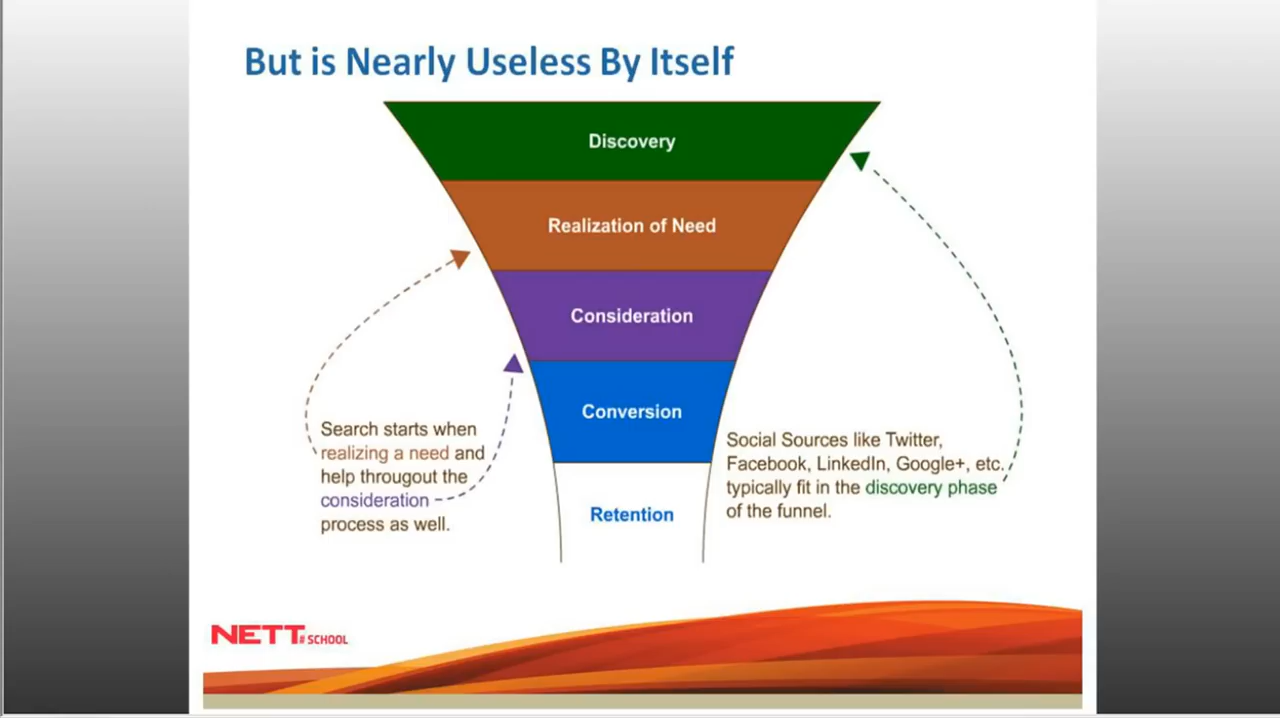 But is Nearly Useless By Itself
Discovery
Realization of Need
Consideration
Conversion
Retention
Search starts when
realizing a need and
help througout the
consideration
process as well.
Social Sources like Twitter,
Facebook, LinkedIn, Google+, etc.
typically fit in the discovery phase
of the funnel.
NETT#SCHOOL